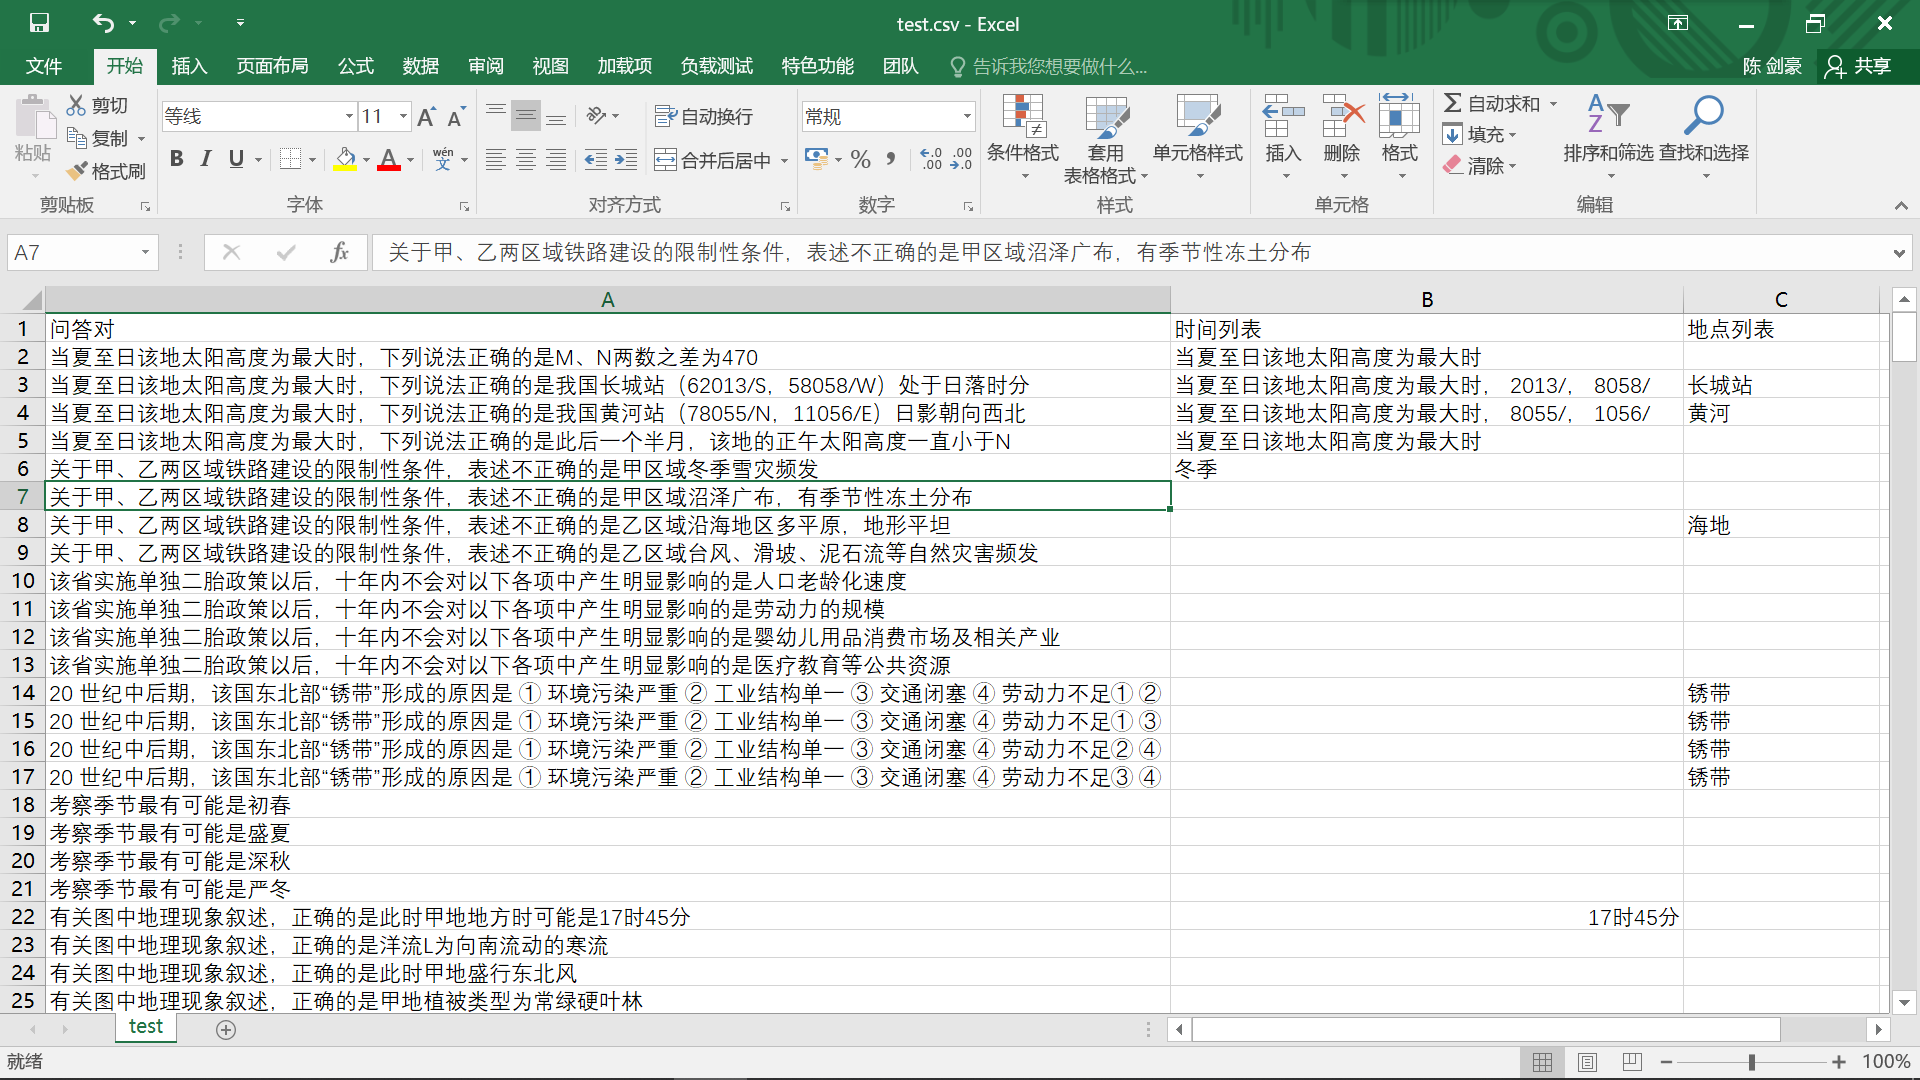 test.csv - Excel
文件 开始 插入 页面布局 公式 数据 审阅 视图 加载项 负载测试 特色功能 团队 告诉我您想要做什么... 陈 剑豪 共享
粘贴 剪切 复制 格式刷 剪贴板
等线 11 B I U A wén 文 字体
自动换行 合并后居中 对齐方式
常规 % 数字
条件格式 套用 表格格式 单元格样式 样式
插入 删除 格式 单元格
自动求和 填充 清除 排序和筛选 查找和选择 编辑
A7 fx 关于甲、乙两区域铁路建设的限制性条件，表述不正确的是甲区域沼泽广布，有季节性冻土分布
A B C
1 问答对 时间列表 地点列表
2 当夏至日该地太阳高度为最大时，下列说法正确的是M、N两数之差为470 当夏至日该地太阳高度为最大时
3 当夏至日该地太阳高度为最大时，下列说法正确的是我国长城站（62013/S，58058/W）处于日落时分 当夏至日该地太阳高度为最大时， 2013/， 8058/ 长城站
4 当夏至日该地太阳高度为最大时，下列说法正确的是我国黄河站（78055/N，11056/E）日影朝向西北 当夏至日该地太阳高度为最大时， 8055/， 1056/ 黄河
5 当夏至日该地太阳高度为最大时，下列说法正确的是此后一个半月，该地的正午太阳高度一直小于N 当夏至日该地太阳高度为最大时
6 关于甲、乙两区域铁路建设的限制性条件，表述不正确的是甲区域冬季雪灾频发 冬季
7 关于甲、乙两区域铁路建设的限制性条件，表述不正确的是甲区域沼泽广布，有季节性冻土分布
8 关于甲、乙两区域铁路建设的限制性条件，表述不正确的是乙区域沿海地区多平原，地形平坦 海地
9 关于甲、乙两区域铁路建设的限制性条件，表述不正确的是乙区域台风、滑坡、泥石流等自然灾害频发
10 该省实施单独二胎政策以后，十年内不会对以下各项中产生明显影响的是人口老龄化速度
11 该省实施单独二胎政策以后，十年内不会对以下各项中产生明显影响的是劳动力的规模
12 该省实施单独二胎政策以后，十年内不会对以下各项中产生明显影响的是婴幼儿用品消费市场及相关产业
13 该省实施单独二胎政策以后，十年内不会对以下各项中产生明显影响的是医疗教育等公共资源
14 20 世纪中后期，该国东北部“锈带”形成的原因是 ① 环境污染严重 ② 工业结构单一 ③ 交通闭塞 ④ 劳动力不足① ② 锈带
15 20 世纪中后期，该国东北部“锈带”形成的原因是 ① 环境污染严重 ② 工业结构单一 ③ 交通闭塞 ④ 劳动力不足① ③ 锈带
16 20 世纪中后期，该国东北部“锈带”形成的原因是 ① 环境污染严重 ② 工业结构单一 ③ 交通闭塞 ④ 劳动力不足② ④ 锈带
17 20 世纪中后期，该国东北部“锈带”形成的原因是 ① 环境污染严重 ② 工业结构单一 ③ 交通闭塞 ④ 劳动力不足③ ④ 锈带
18 考察季节最有可能是初春
19 考察季节最有可能是盛夏
20 考察季节最有可能是深秋
21 考察季节最有可能是严冬
22 有关图中地理现象叙述，正确的是此时甲地地方时可能是17时45分 17时45分
23 有关图中地理现象叙述，正确的是洋流L为向南流动的寒流
24 有关图中地理现象叙述，正确的是此时甲地盛行东北风
25 有关图中地理现象叙述，正确的是甲地植被类型为常绿硬叶林
test
就绪 100%